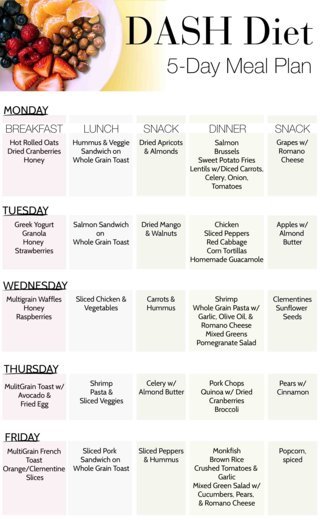 DASH Diet
5-Day Meal Plan
MONDAY
BREAKFAST
LUNCH
SNACK
DINNER
SNACK
Hot Rolled Oats
Dried Cranberries
Honey
Hummus & Veggie
Sandwich on
Whole Grain Toast
Dried Apricots
& Almonds
Salmon
Brussels
Sweet Potato Fries
Lentils w/Diced Carrots,
Celery, Onion,
Tomatoes
Grapes w/
Romano
Cheese
TUESDAY
Greek Yogurt
Granola
Honey
Strawberries
Salmon Sandwich
on
Whole Grain Toast
Dried Mango
& Walnuts
Chicken
Sliced Peppers
Red Cabbage
Corn Tortillas
Homemade Guacamole
Apples w/
Almond
Butter
WEDNESDAY
Multigrain Waffles
Honey
Raspberries
Sliced Chicken &
Vegetables
Carrots &
Hummus
Shrimp
Whole Grain Pasta w/
Garlic, Olive Oil, &
Romano Cheese
Mixed Greens
Pomegranate Salad
Clementines
Sunflower
Seeds
THURSDAY
MulitGrain Toast w/
Avocado &
Fried Egg
Shrimp
Pasta &
Sliced Veggies
Celery w/
Almond Butter
Pork Chops
Quinoa w/ Dried
Cranberries
Broccoli
Pears w/
Cinnamon
FRIDAY
MultiGrain French
Toast
Orange/Clementine
Slices
Sliced Pork
Sandwich on
Whole Grain Toast
Sliced Peppers
& Hummus
Monkfish
Brown Rice
Crushed Tomatoes &
Garlic
Mixed Green Salad w/
Cucumbers, Pears,
& Romano Cheese
Popcorn,
spiced